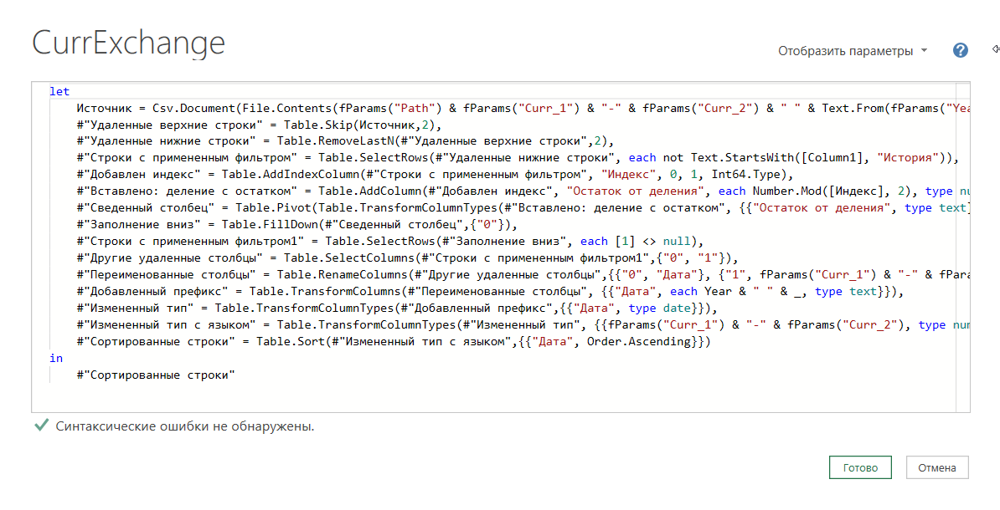 CurrExchange
Отобразить параметры
let
Источник = Csv.Document(File.Contents(fParams("Path") & fParams("Curr_1") & "-" & fParams("Curr_2") & " " & Text.From(fParams("Yea
#"Удаленные верхние строки" = Table.Skip(Источник,2),
#"Удаленные нижние строки" = Table.RemoveLastN(#"Удаленные верхние строки",2),
#"Строки с примененным фильтром" = Table.SelectRows(#"Удаленные нижние строки", each not Text.StartsWith([Column1], "История")),
#"Добавлен индекс" = Table.AddIndexColumn(#"Строки с примененным фильтром", "Индекс", 0, 1, Int64.Type),
#"Вставлено: деление с остатком" = Table.AddColumn(#"Добавлен индекс", "Остаток от деления", each Number.Mod([Индекс], 2), type nu
#"Сведенный столбец" = Table.Pivot(Table.TransformColumnTypes(#"Вставлено: деление с остатком", {{"Остаток от деления", type text}
#"Заполнение вниз" = Table.FillDown(#"Сведенный столбец",{"0"}),
#"Строки с примененным фильтром1" = Table.SelectRows(#"Заполнение вниз", each [1] <> null),
#"Другие удаленные столбцы" = Table.SelectColumns(#"Строки с примененным фильтром1",{"0", "1"}),
#"Переименованные столбцы" = Table.RenameColumns(#"Другие удаленные столбцы",{{"0", "Дата"}, {"1", fParams("Curr_1") & "-" & fPara
#"Добавленный префикс" = Table.TransformColumns(#"Переименованные столбцы", {{"Дата", each Year & " " & _, type text}}),
#"Измененный тип" = Table.TransformColumnTypes(#"Добавленный префикс",{{"Дата", type date}}),
#"Измененный тип с языком" = Table.TransformColumnTypes(#"Измененный тип", {{fParams("Curr_1") & "-" & fParams("Curr_2"), type num
#"Сортированные строки" = Table.Sort(#"Измененный тип с языком",{{"Дата", Order.Ascending}})
in
#"Сортированные строки"
Синтаксические ошибки не обнаружены.
Готово
Отмена